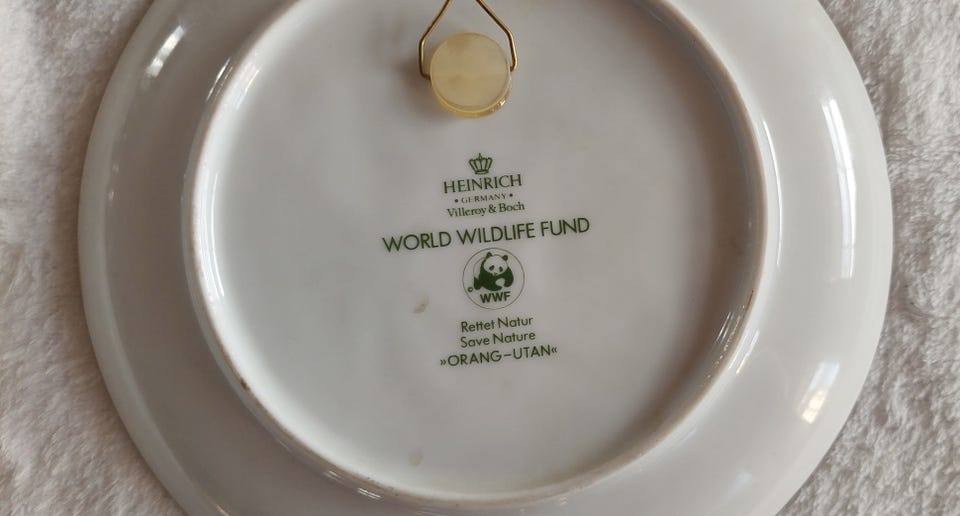 HEINRICH
• GERMANY •
Villeroy & Boch
WORLD WILDLIFE FUND
WWF
Rettet Natur
Save Nature
»ORANG-UTAN«